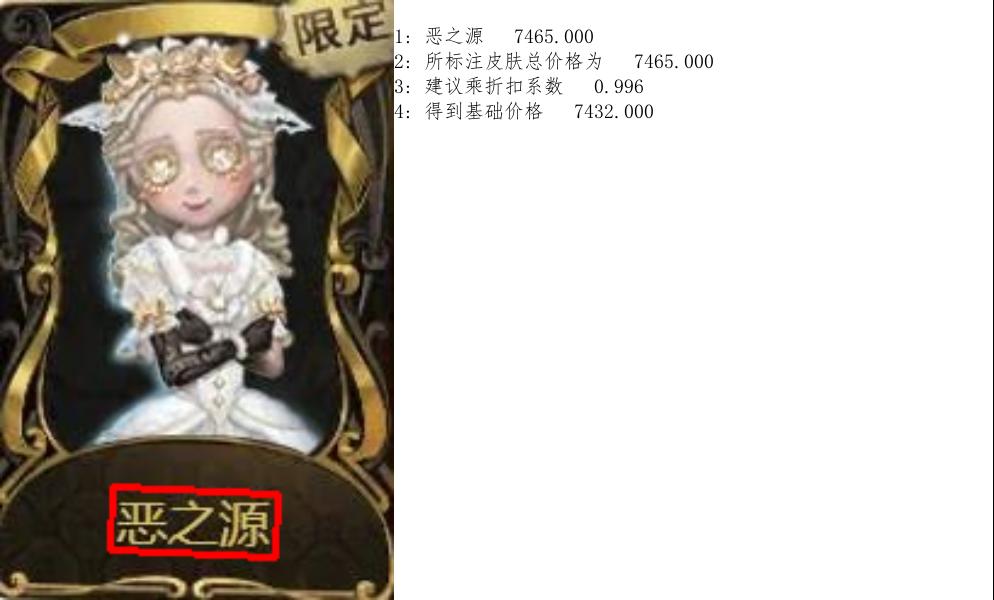 限定
恶之源
1: 恶之源 7465.000
2: 所标注皮肤总价格为 7465.000
3: 建议乘折扣系数 0.996
4: 得到基础价格 7432.000